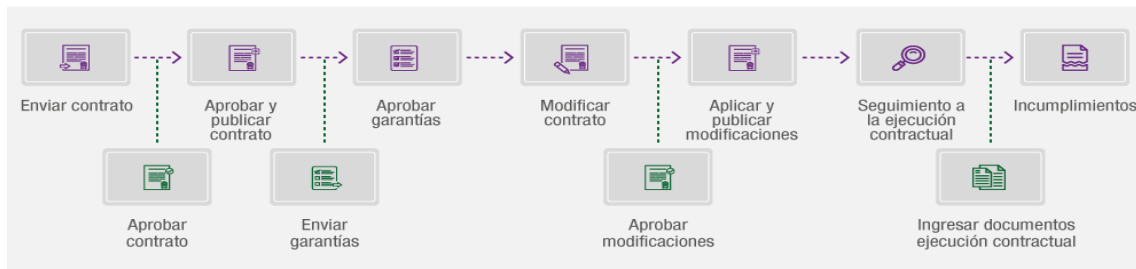 Enviar contrato
Aprobar y
publicar
contrato
Aprobar
garantías
Modificar
contrato
Aplicar y
publicar
modificaciones
Seguimiento a
la ejecución
contractual
Incumplimientos
Aprobar
contrato
Enviar
garantías
Aprobar
modificaciones
Ingresar documentos
ejecución contractual